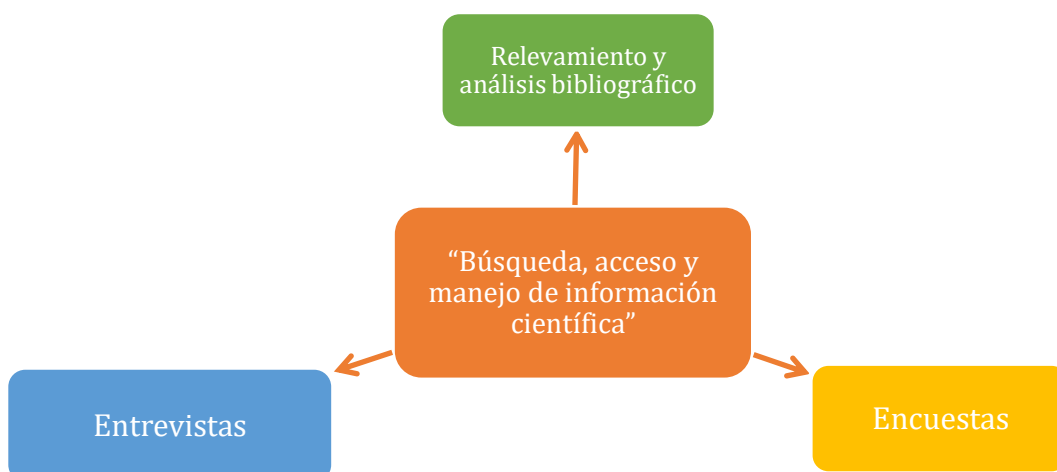 Relevamiento y
análisis bibliográfico
“Búsqueda, acceso y
manejo de información
científica”
Entrevistas
Encuestas